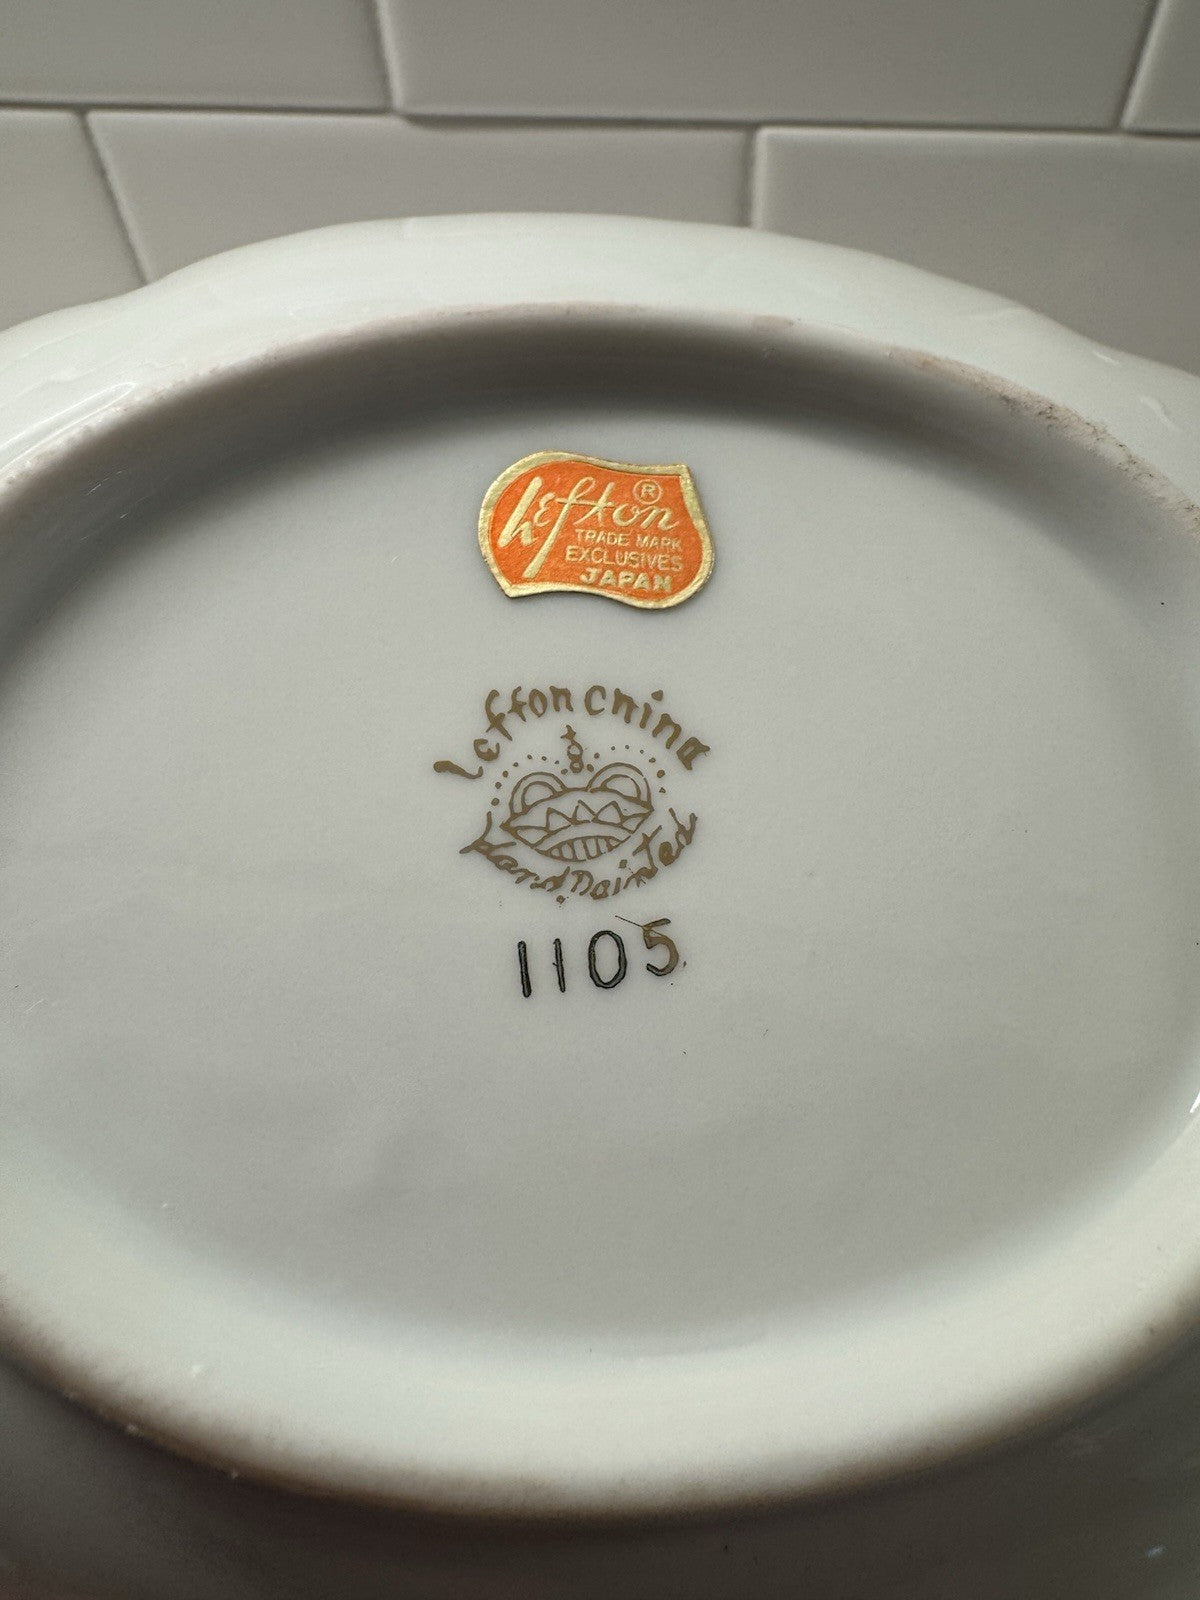 Lefton ®
TRADE MARK
EXCLUSIVES
JAPAN
Lefton China
Hand Painted
1105